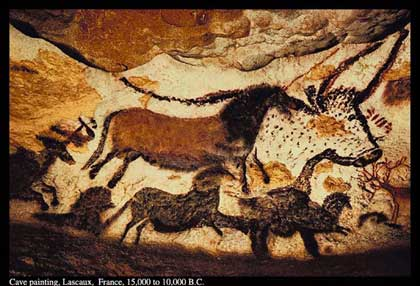 Cave painting, Lascaux,  France, 15,000 to 10,000 B.C.